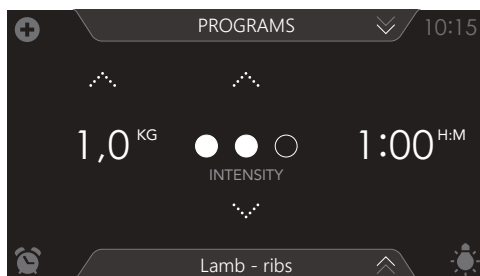 PROGRAMS
10:15
1,0 KG
1:00 H:M
INTENSITY
Lamb - ribs